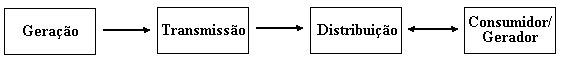 Geração
Transmissão
Distribuição
Consumidor/
Gerador